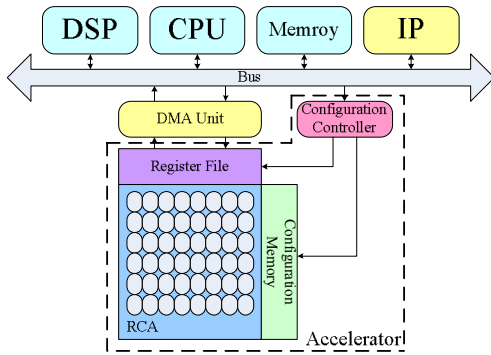 DSP
CPU
Memroy
IP
Bus
DMA Unit
Configuration
Controller
Register File
Configuration
Memory
RCA
Accelerator